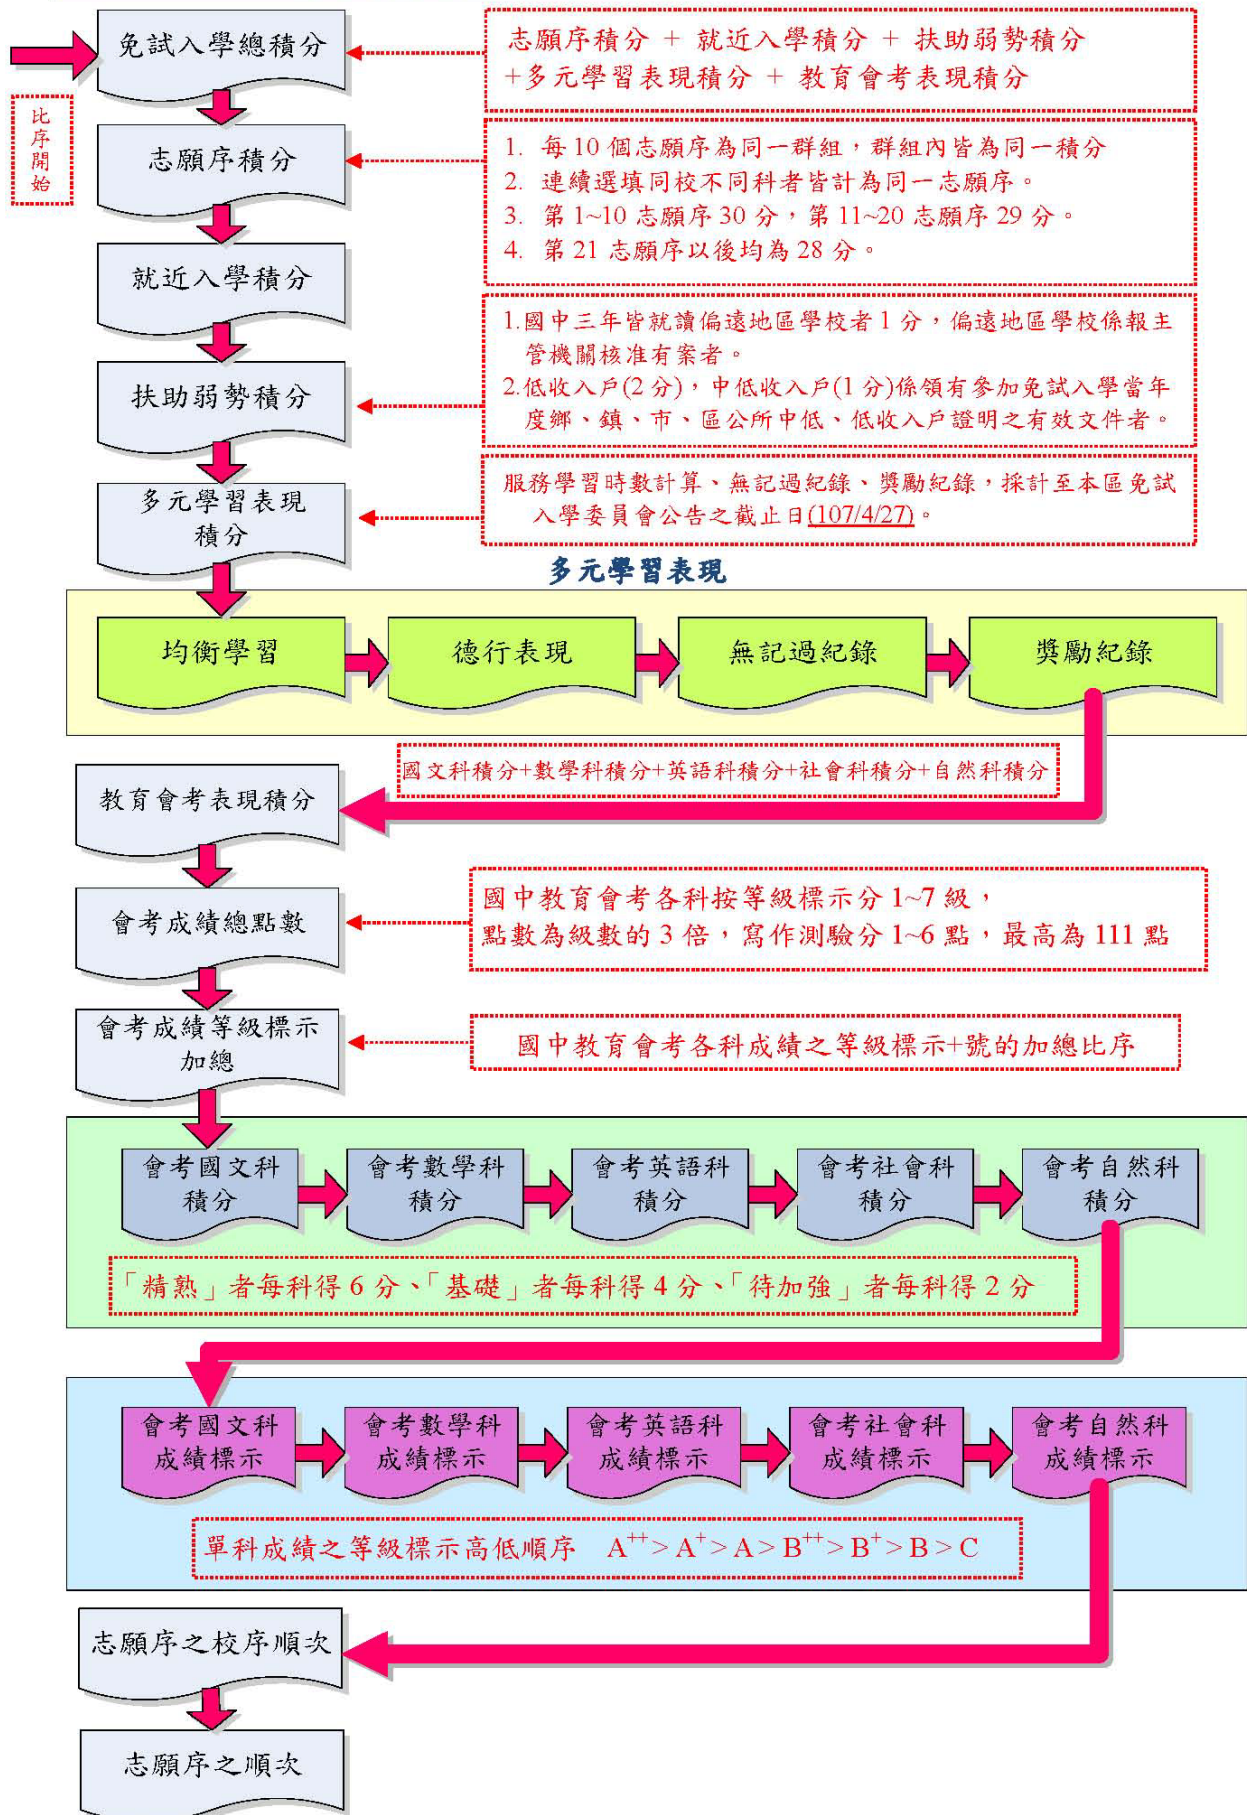 免試入學總積分
志願序積分 + 就近入學積分 + 扶助弱勢積分
+多元學習表現積分 + 教育會考表現積分
比
序
開
始
志願序積分
1. 每10個志願序為同一群組，群組內皆為同一積分
2. 連續選填同校不同科者皆計為同一志願序。
3. 第1~10志願序30分，第11~20志願序29分。
4. 第21志願序以後均為28分。
就近入學積分
扶助弱勢積分
1.國中三年皆就讀偏遠地區學校者1分，偏遠地區學校係報主
管機關核准有案者。
2.低收入戶(2分)，中低收入戶(1分)係領有參加免試入學當年
度鄉、鎮、市、區公所中低、低收入戶證明之有效文件者。
多元學習表現
積分
服務學習時數計算、無記過紀錄、獎勵紀錄，採計至本區免試
入學委員會公告之截止日(107/4/27)。
多元學習表現
均衡學習
德行表現
無記過紀錄
獎勵紀錄
國文科積分+數學科積分+英語科積分+社會科積分+自然科積分
教育會考表現積分
會考成績總點數
國中教育會考各科按等級標示分1~7級，
點數為級數的3倍，寫作測驗分1~6點，最高為111點
會考成績等級標示
加總
國中教育會考各科成績之等級標示+號的加總比序
會考國文科
積分
會考數學科
積分
會考英語科
積分
會考社會科
積分
會考自然科
積分
「精熟」者每科得6分、「基礎」者每科得4分、「待加強」者每科得2分
會考國文科
成績標示
會考數學科
成績標示
會考英語科
成績標示
會考社會科
成績標示
會考自然科
成績標示
單科成績之等級標示高低順序 A++ > A+ > A > B++ > B+ > B > C
志願序之校序順次
志願序之順次